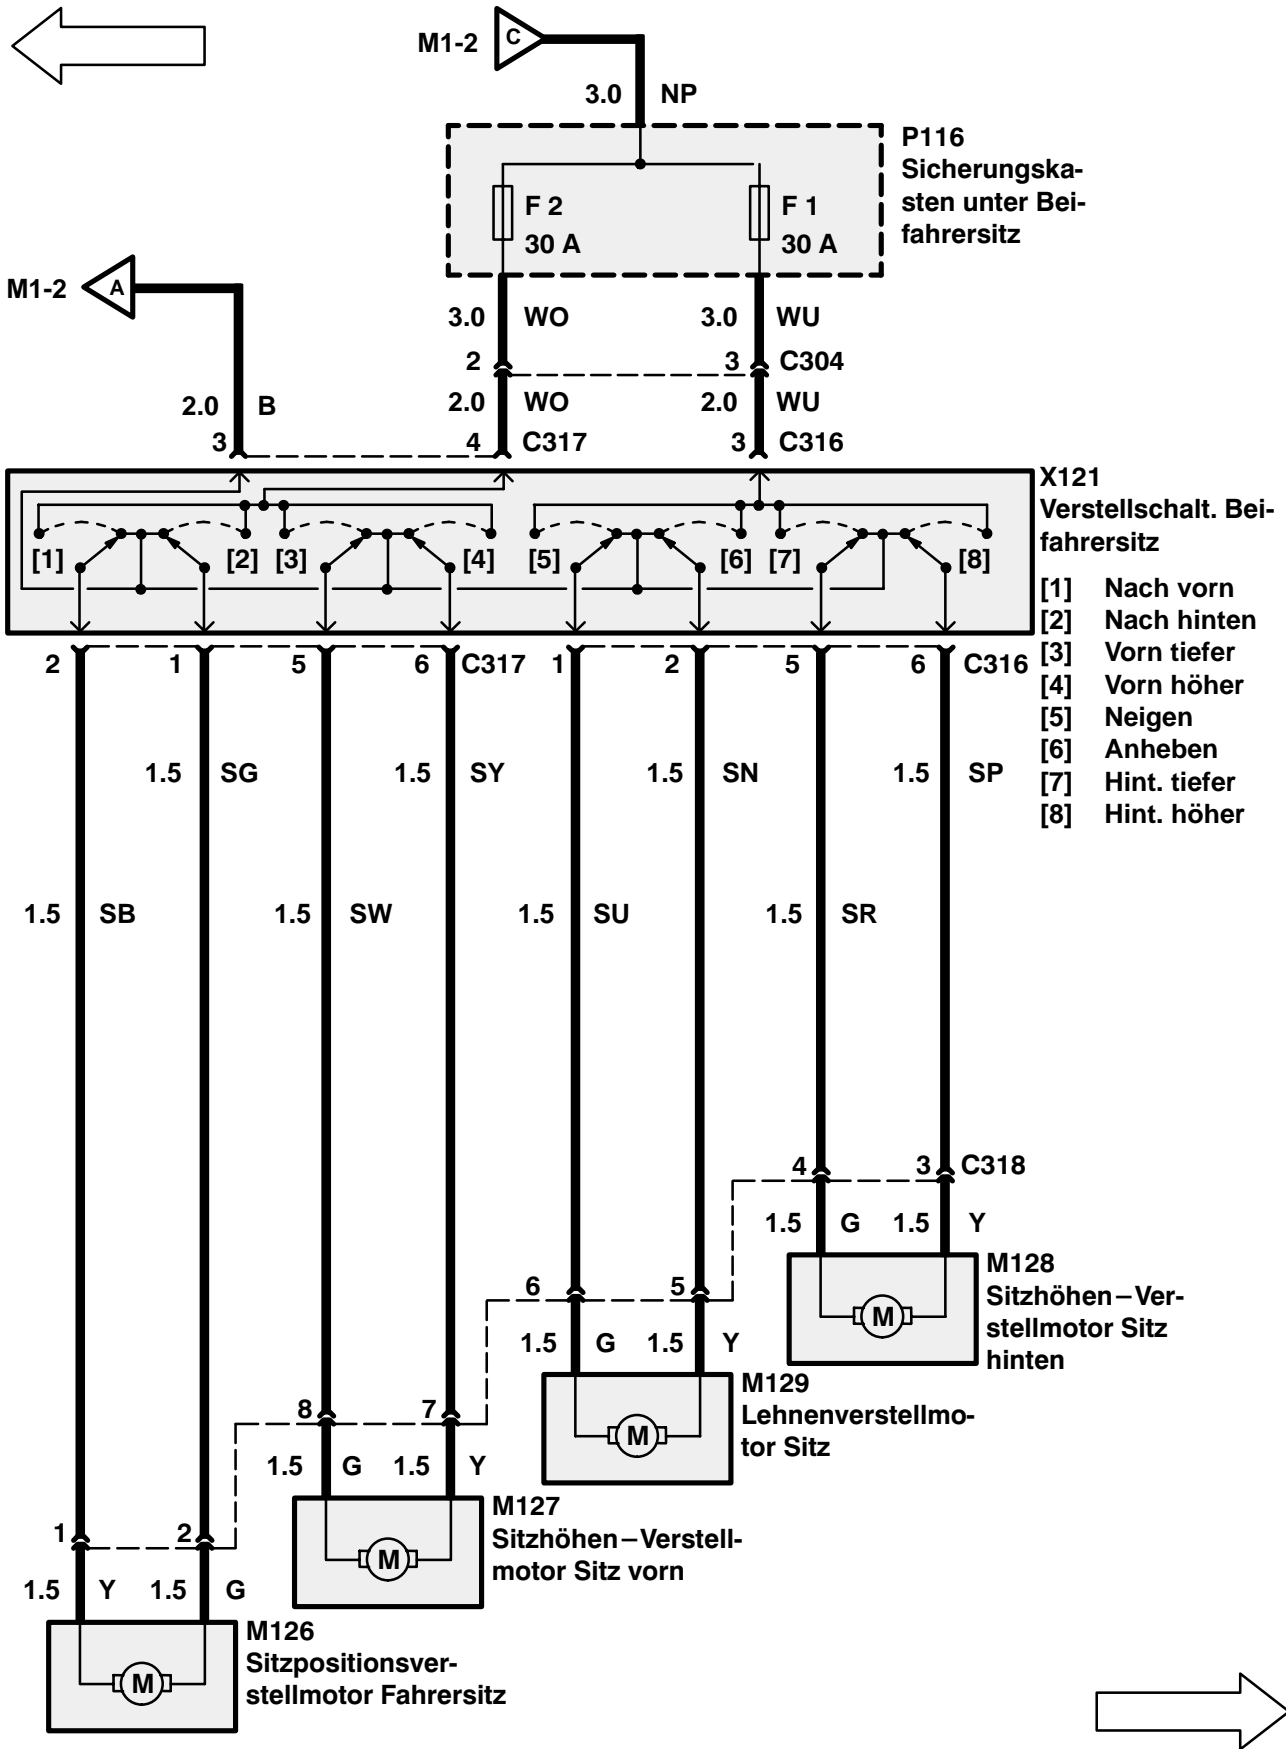 M1-2 C
3.0 NP
P116
Sicherungska-
sten unter Bei-
fahrersitz
F 2
30 A
F 1
30 A
M1-2 A
3.0 WO
3.0 WU
2
3 C304
2.0 B
2.0 WO
2.0 WU
3
4 C317
3 C316
X121
Verstellschalt. Bei-
fahrersitz
[1] [2] [3] [4] [5] [6] [7] [8]
[1] Nach vorn
[2] Nach hinten
[3] Vorn tiefer
[4] Vorn höher
[5] Neigen
[6] Anheben
[7] Hint. tiefer
[8] Hint. höher
2 1 5 6 C317 1 2 5 6 C316
1.5 SG
1.5 SY
1.5 SN
1.5 SP
1.5 SB
1.5 SW
1.5 SU
1.5 SR
4 3 C318
1.5 G
1.5 Y
M128
Sitzhöhen–Ver-
stellmotor Sitz
hinten
M
6 5
1.5 G
1.5 Y
M129
Lehnenverstellmo-
tor Sitz
M
8 7
1.5 G
1.5 Y
M127
Sitzhöhen–Verstell-
motor Sitz vorn
M
1 2
1.5 Y
1.5 G
M126
Sitzpositionsver-
stellmotor Fahrersitz
M